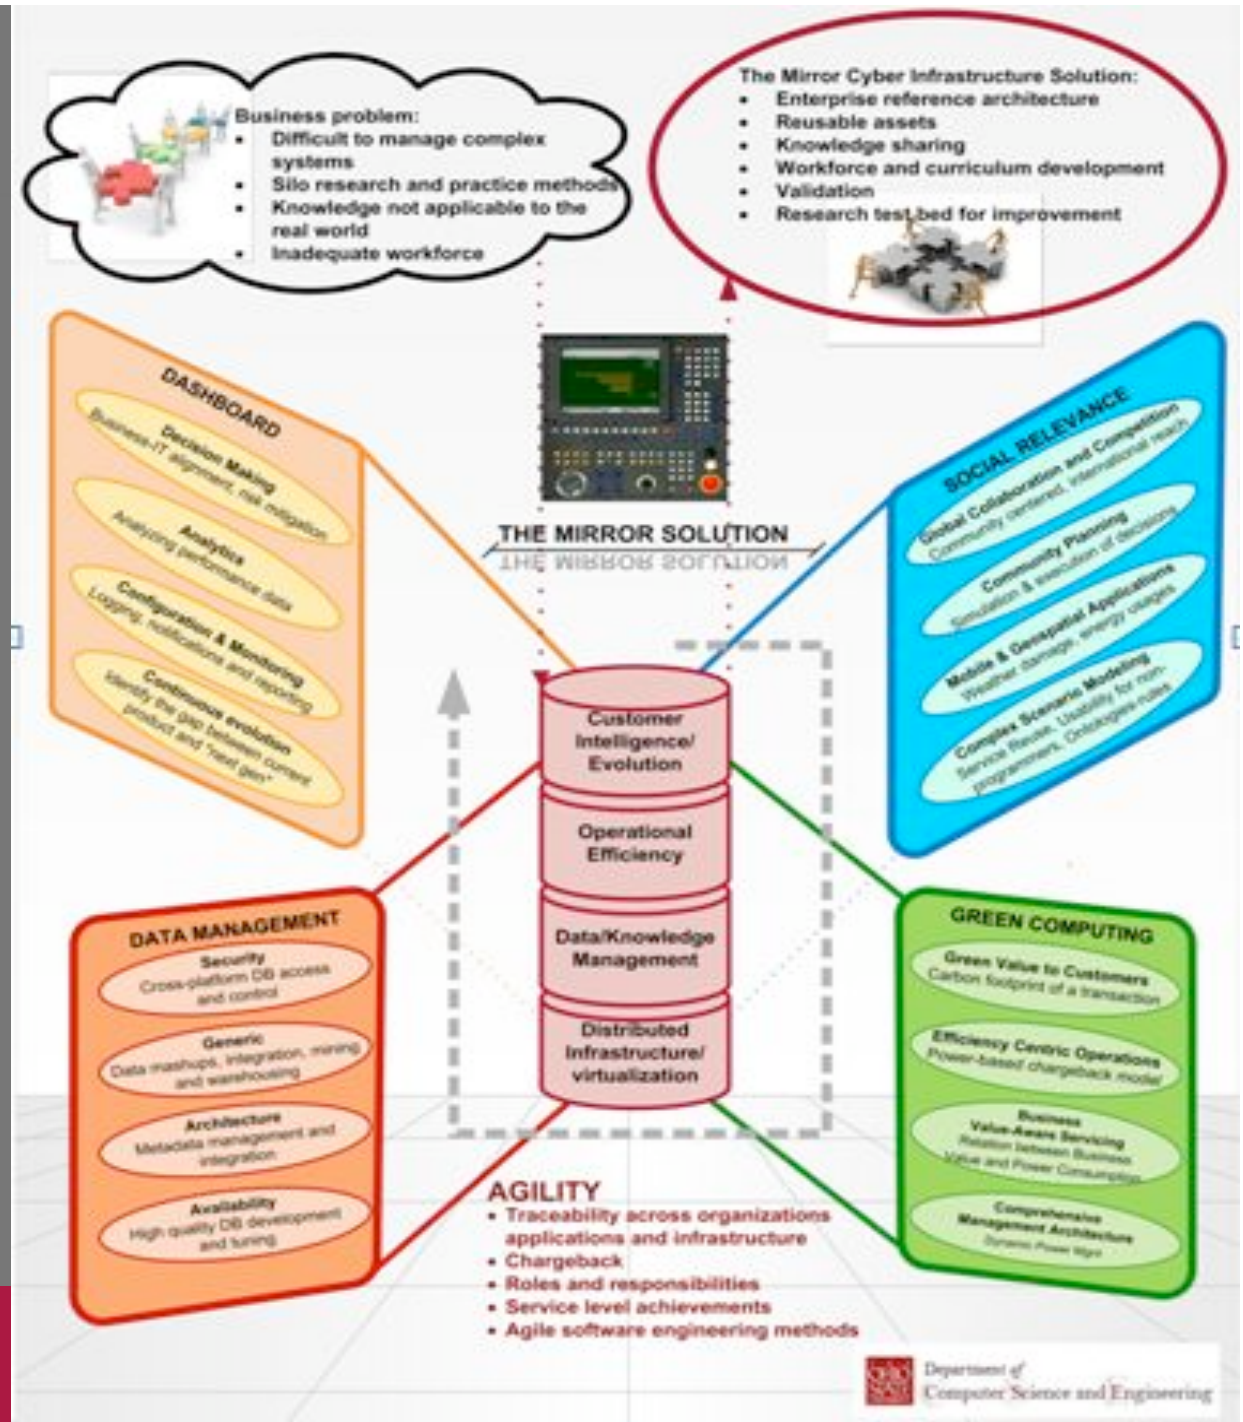 Business problem:
• Difficult to manage complex
systems
• Silo research and practice methods
• Knowledge not applicable to the
real world
• Inadequate workforce
The Mirror Cyber Infrastructure Solution:
• Enterprise reference architecture
• Reusable assets
• Knowledge sharing
• Workforce and curriculum development
• Validation
• Research test bed for improvement
DASHBOARD
Decision Making
Business-IT alignment, risk mitigation
Analytics
Analyzing performance data
Configuration & Monitoring
Logging, notifications and reporting
Continuous evolution
Identify the gap between current
product and "next gen"
THE MIRROR SOLUTION
THE MIRROR SOLUTION
SOCIAL RELEVANCE
Global Collaboration and Competition
Community centered, international reach
Community Planning
Simulation & execution of decisions
Mobile & Geospatial Applications
Weather damage, energy usages
Complex Scenario Modeling
Service Reuse, Usability for non-
programmers, Ontologies-rules
Customer
Intelligence/
Evolution
Operational
Efficiency
Data/Knowledge
Management
Distributed
Infrastructure/
virtualization
DATA MANAGEMENT
Security
Cross-platform DB access
and control
Generic
Data mashups, integration, mining
and warehousing
Architecture
Metadata management and
integration
Availability
High quality DB development
and tuning
GREEN COMPUTING
Green Value to Customers
Carbon footprint of a transaction
Efficiency Centric Operations
Power-based chargeback model
Business
Value-Aware Servicing
Relation between Business
Value and Power Consumption
Comprehensive
Management Architecture
Dynamic Power Mgmt
AGILITY
• Traceability across organizations
applications and infrastructure
• Chargeback
• Roles and responsibilities
• Service level achievements
• Agile software engineering methods
Department of
Computer Science and Engineering